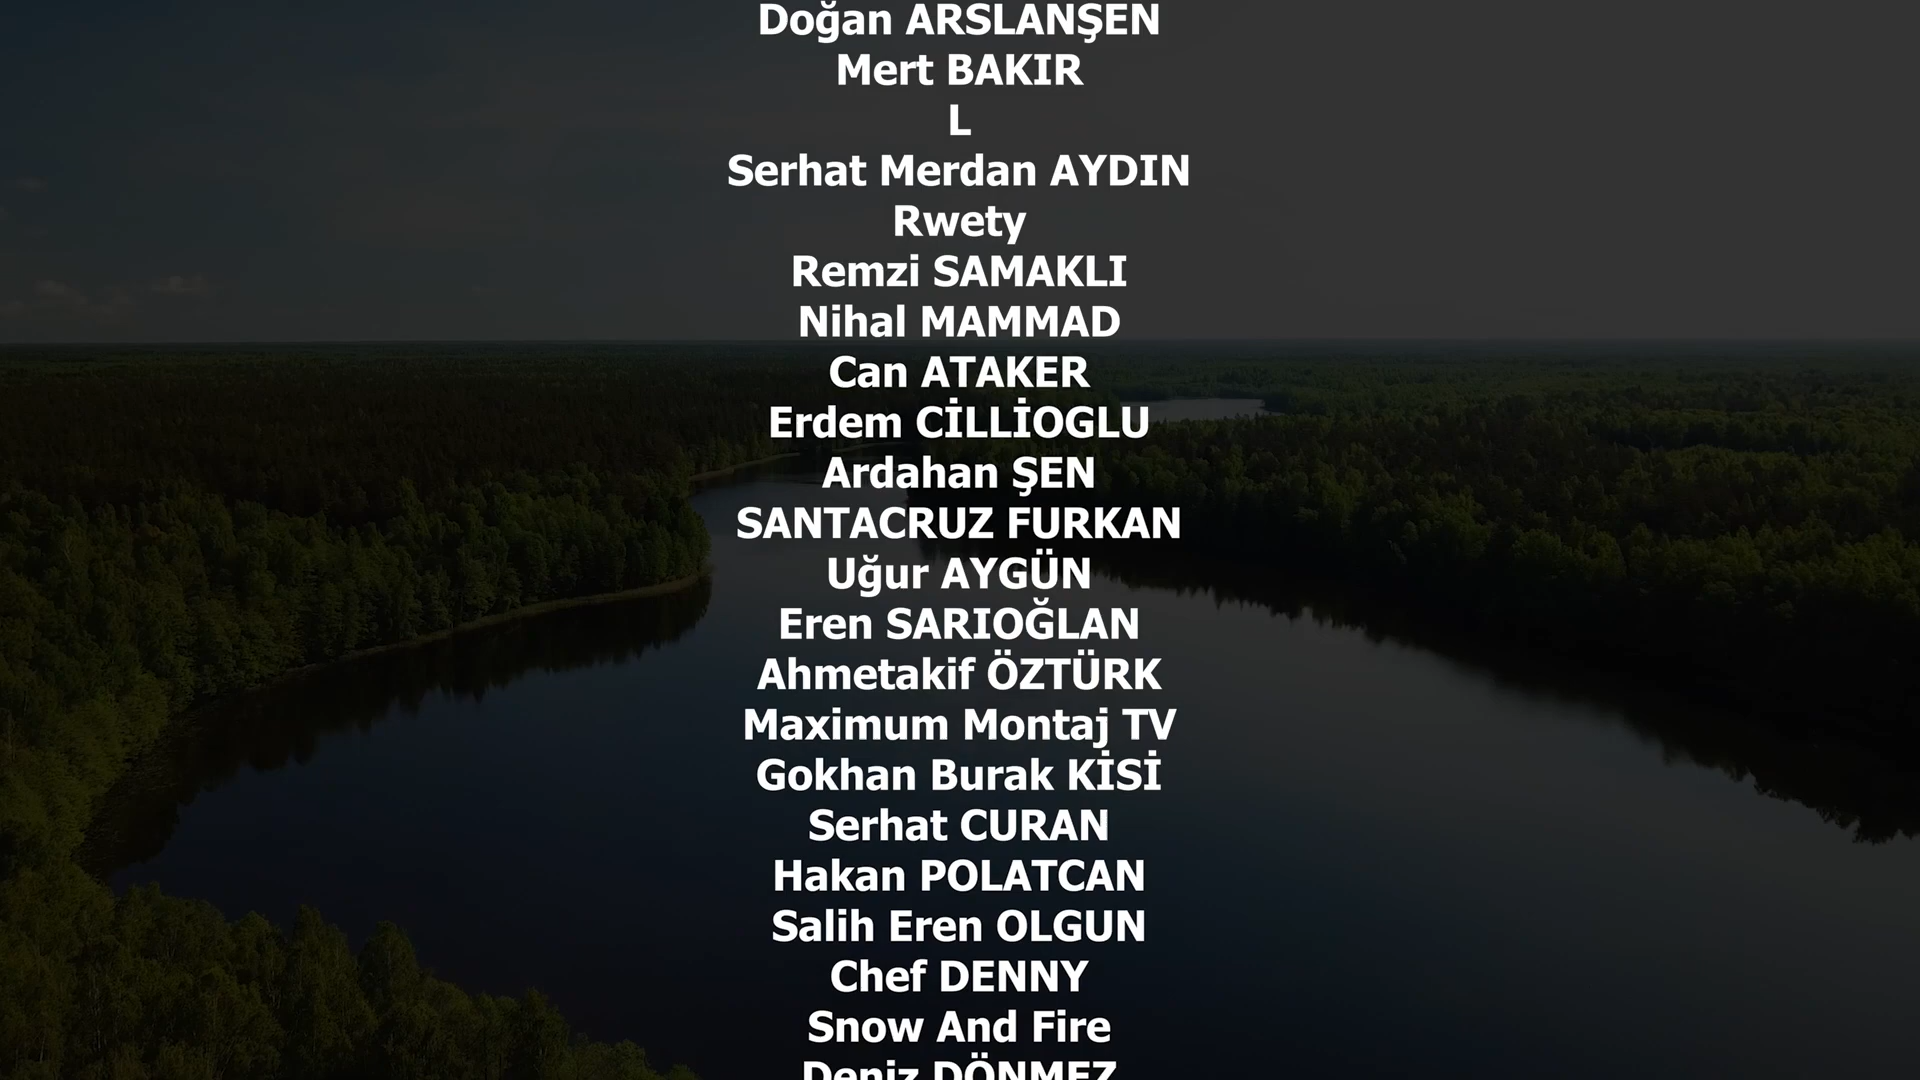 Doğan ARSLANŞEN
Mert BAKIR
L
Serhat Merdan AYDIN
Rwety
Remzi SAMAKLI
Nihal MAMMAD
Can ATAKER
Erdem CİLLİOGLU
Ardahan ŞEN
SANTACRUZ FURKAN
Uğur AYGÜN
Eren SARIOĞLAN
Ahmetakif ÖZTÜRK
Maximum Montaj TV
Gokhan Burak KİSİ
Serhat CURAN
Hakan POLATCAN
Salih Eren OLGUN
Chef DENNY
Snow And Fire
Deniz DÖNMEZ